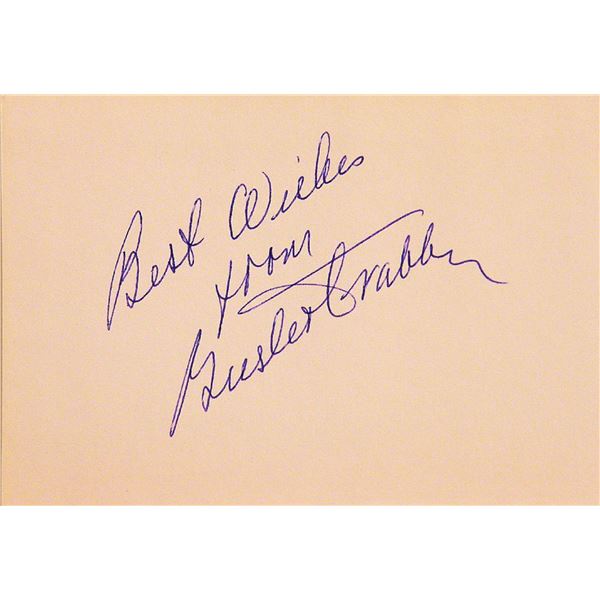 Best Wishes
from
Buster Crabbe